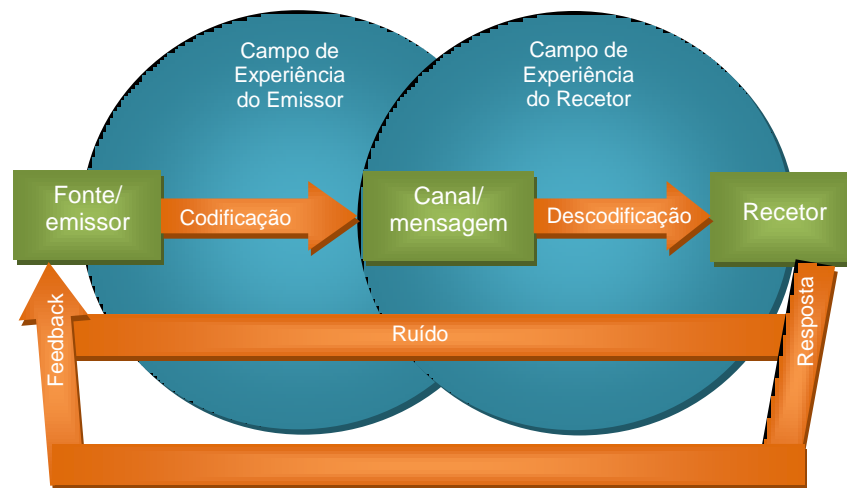 Campo de
Experiência
do Emissor
Campo de
Experiência
do Recetor
Fonte/
emissor
Codificação
Canal/
mensagem
Descodificação
Recetor
Feedback
Ruído
Resposta